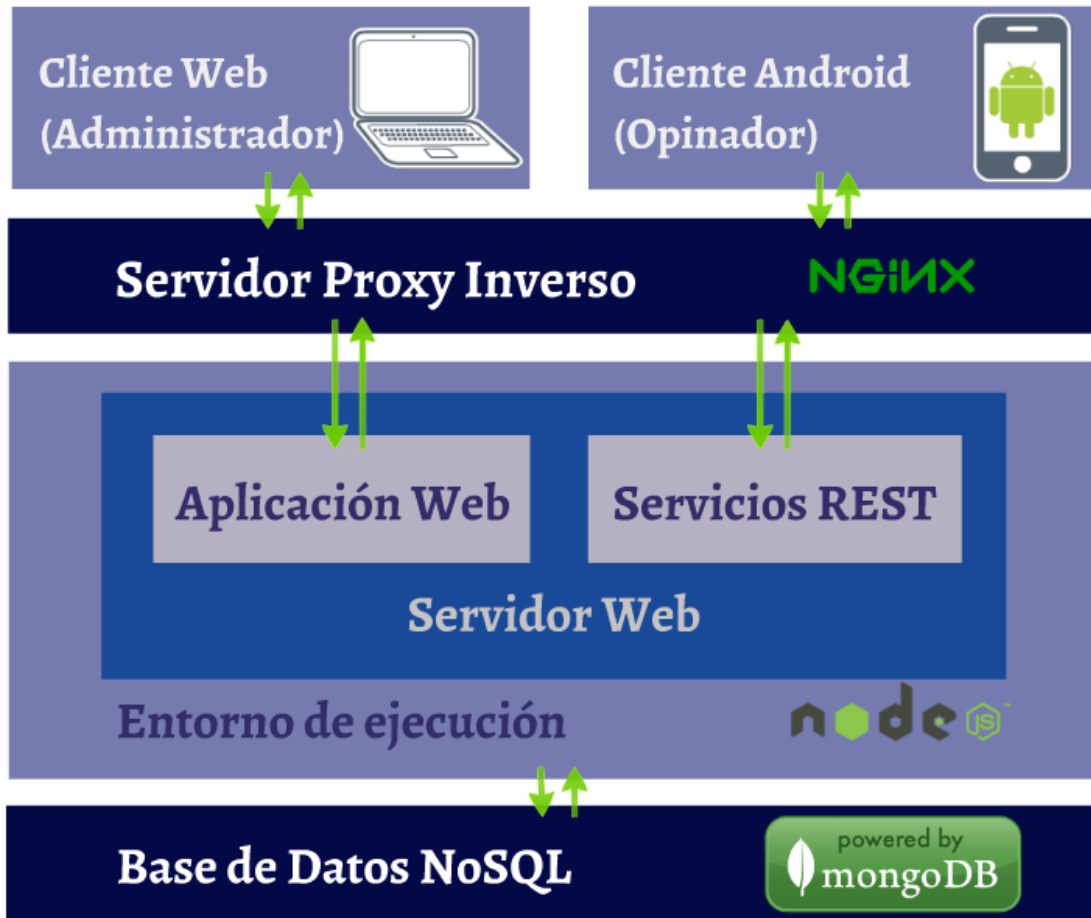 Cliente Web
(Administrador)
Cliente Android
(Opinador)
Servidor Proxy Inverso
NGiNX
Aplicación Web
Servicios REST
Servidor Web
Entorno de ejecución
node JS™
Base de Datos NoSQL
powered by
mongoDB